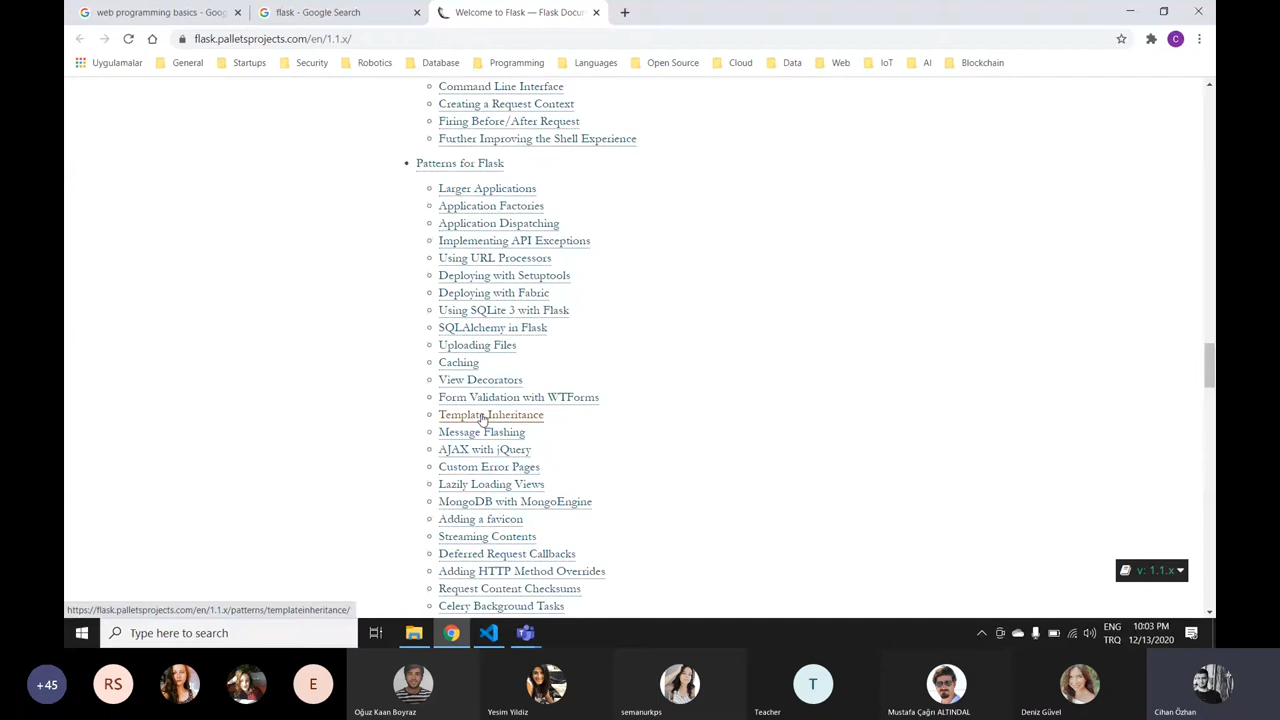 web programming basics - Goog
flask - Google Search
Welcome to Flask — Flask Docum
flask.palletsprojects.com/en/1.1.x/
C
Uygulamalar
General
Startups
Security
Robotics
Database
Programming
Languages
Open Source
Cloud
Data
Web
IoT
AI
Blockchain
Command Line Interface
Creating a Request Context
Firing Before/After Request
Further Improving the Shell Experience
Patterns for Flask
Larger Applications
Application Factories
Application Dispatching
Implementing API Exceptions
Using URL Processors
Deploying with Setuptools
Deploying with Fabric
Using SQLite 3 with Flask
SQLAlchemy in Flask
Uploading Files
Caching
View Decorators
Form Validation with WTForms
Template Inheritance
Message Flashing
AJAX with jQuery
Custom Error Pages
Lazily Loading Views
MongoDB with MongoEngine
Adding a favicon
Streaming Contents
Deferred Request Callbacks
Adding HTTP Method Overrides
Request Content Checksums
Celery Background Tasks
v: 1.1.x
https://flask.palletsprojects.com/en/1.1.x/patterns/templateinheritance/
Type here to search
ENG
TRQ
10:03 PM
12/13/2020
+45
RS
E
T
Oğuz Kaan Boyraz
Yesim Yildiz
semanurkps
Teacher
Mustafa Çağrı ALTINDAL
Deniz Güvel
Cihan Özhan